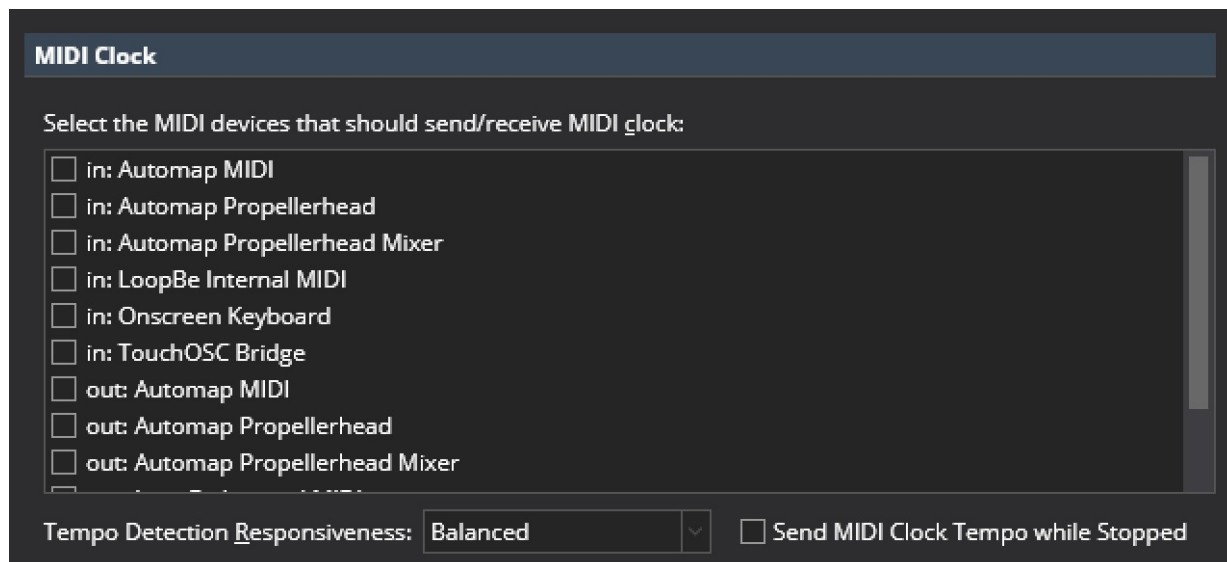 MIDI Clock
Select the MIDI devices that should send/receive MIDI clock:
in: Automap MIDI
in: Automap Propellerhead
in: Automap Propellerhead Mixer
in: LoopBe Internal MIDI
in: Onscreen Keyboard
in: TouchOSC Bridge
out: Automap MIDI
out: Automap Propellerhead
out: Automap Propellerhead Mixer
Tempo Detection Responsiveness: Balanced Send MIDI Clock Tempo while Stopped